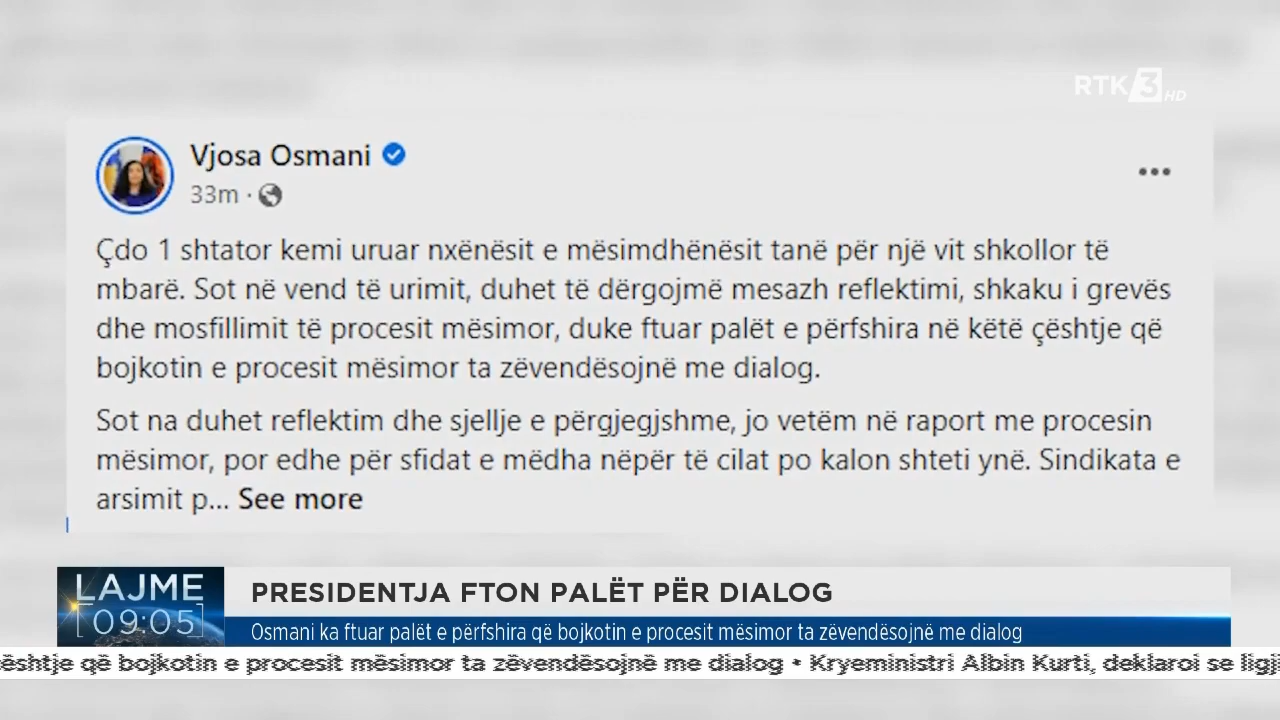 RTK 3 HD
Vjosa Osmani
33m ·
Çdo 1 shtator kemi uruar nxënësit e mësimdhënësit tanë për një vit shkollor të
mbarë. Sot në vend të urimit, duhet të dërgojmë mesazh reflektimi, shkaku i grevës
dhe mosfillimit të procesit mësimor, duke ftuar palët e përfshira në këtë çështje që
bojkotin e procesit mësimor ta zëvendësojnë me dialog.
Sot na duhet reflektim dhe sjellje e përgjegjshme, jo vetëm në raport me procesin
mësimor, por edhe për sfidat e mëdha nëpër të cilat po kalon shteti ynë. Sindikata e
arsimit p... See more
LAJME
09:05
PRESIDENTJA FTON PALËT PËR DIALOG
Osmani ka ftuar palët e përfshira që bojkotin e procesit mësimor ta zëvendësojnë me dialog
ështje që bojkotin e procesit mësimor ta zëvendësojnë me dialog • Kryeministri Albin Kurti, deklaroi se ligji